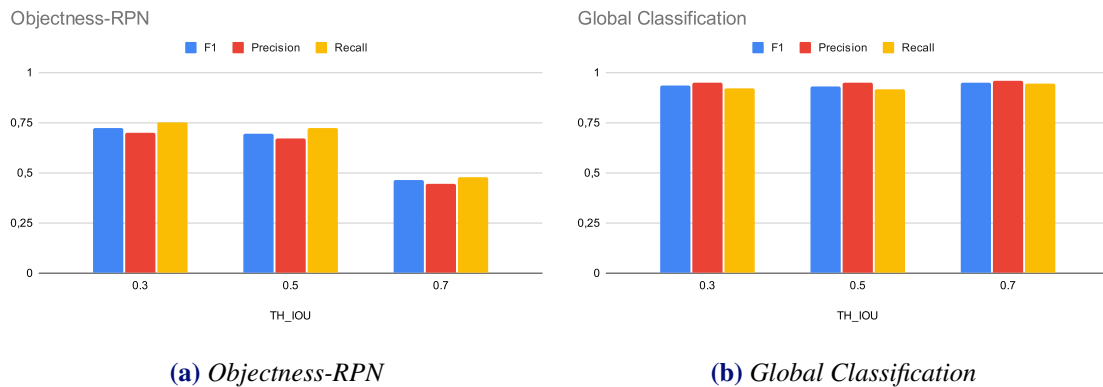 Objectness-RPN
F1 Precision Recall
1
0,75
0,5
0,25
0
0.3 0.5 0.7
TH_IOU
(a) Objectness-RPN
Global Classification
F1 Precision Recall
1
0,75
0,5
0,25
0
0.3 0.5 0.7
TH_IOU
(b) Global Classification